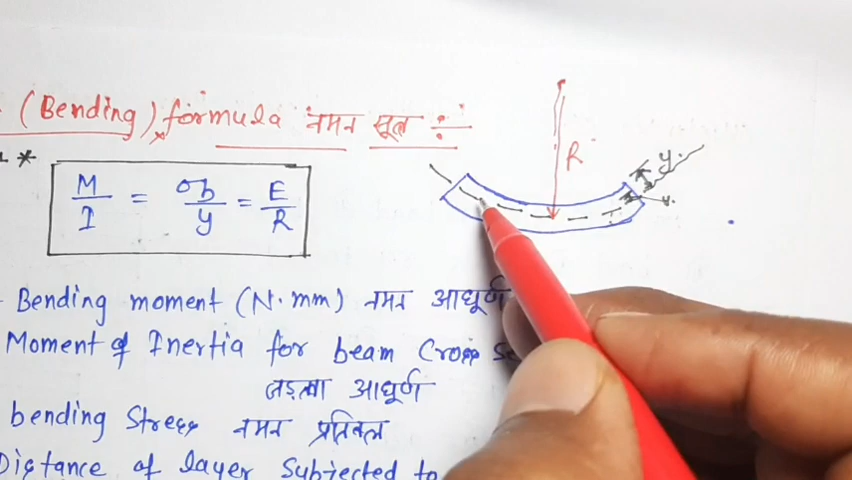 (Bending) formula नमन सूत्र ÷
*
M/I = σb/y = E/R
R
y
y
Bending moment (N.mm) नमन आघूर्ण
Moment of Inertia for beam Cross
जड़त्वा आघूर्ण
bending Stress नमन प्रतिबल
Distance of layer subjected to